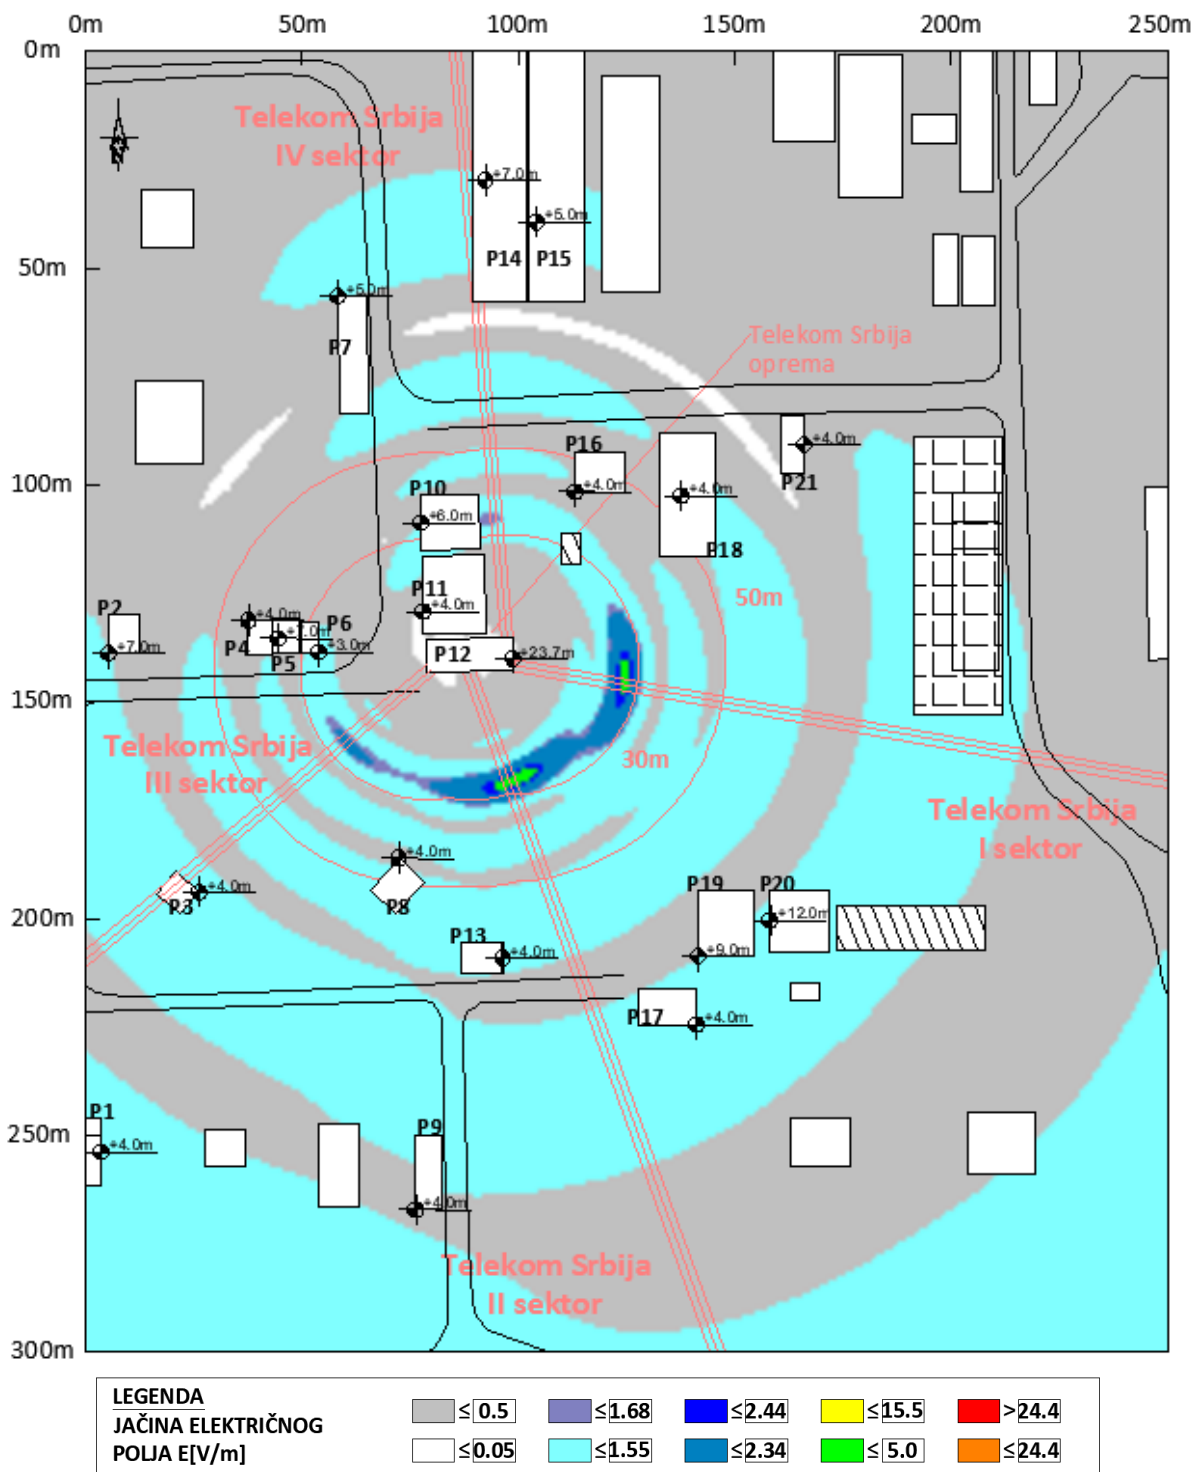 0m 50m 100m 150m 200m 250m
0m
Telekom Srbija
IV sektor
+7.0m
+5.0m
50m
P14 P15
+5.0m
P7
Telekom Srbija
oprema
P16
+4.0m
P21
100m
P10
+4.0m
+4.0m
+6.0m
P18
P11
50m
P2
+4.0m
+4.0m
P6
P4
+7.0m
+7.0m
+3.0m
P5
P12
+23.7m
150m
Telekom Srbija
III sektor
30m
Telekom Srbija
I sektor
+4.0m
P3
+4.0m
P8
P19 P20
200m
+12.0m
P13
+4.0m
+9.0m
P17
+4.0m
P1
250m
+4.0m
P9
+4.0m
Telekom Srbija
II sektor
300m
LEGENDA
JAČINA ELEKTRIČNOG
POLJA E[V/m]
≤ 0.5 ≤1.68 ≤2.44 ≤15.5 >24.4
≤0.05 ≤1.55 ≤2.34 ≤ 5.0 ≤24.4